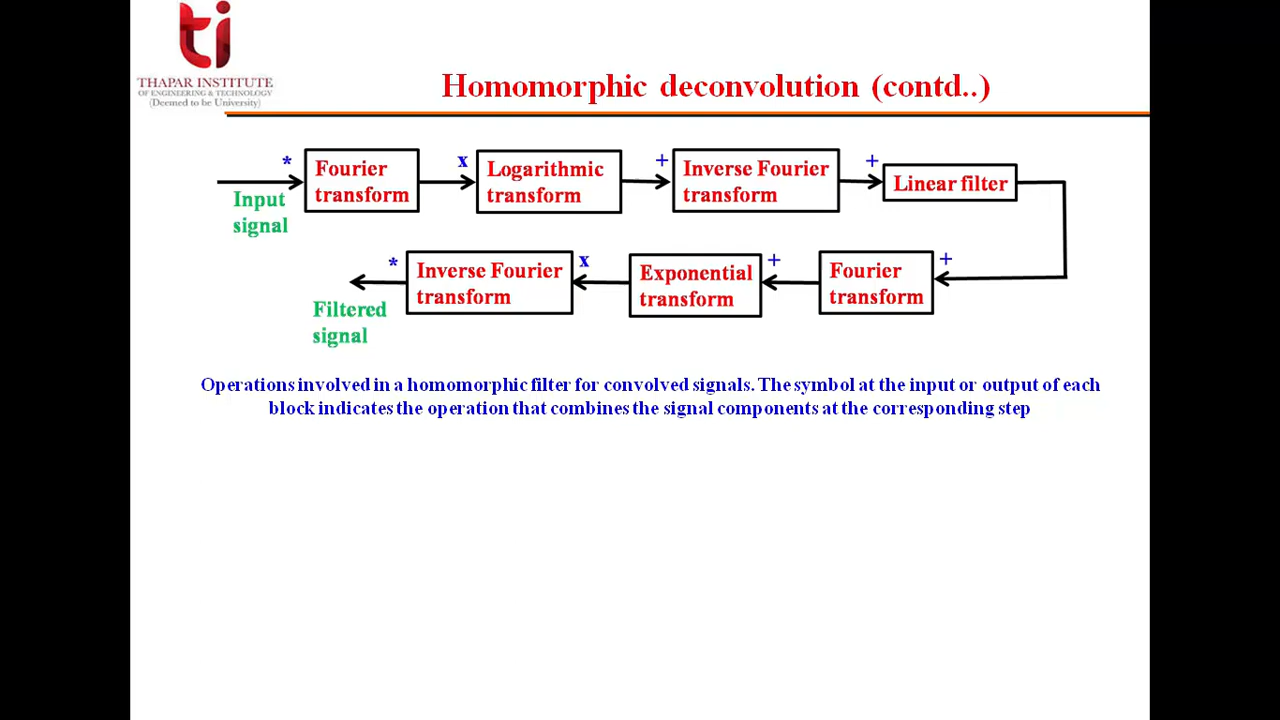 ti
THAPAR INSTITUTE
OF ENGINEERING & TECHNOLOGY
(Deemed to be University)
Homomorphic deconvolution (contd..)
*
Input
signal
Fourier
transform
x
Logarithmic
transform
+
Inverse Fourier
transform
+
Linear filter
+
Fourier
transform
+
Exponential
transform
x
Inverse Fourier
transform
*
Filtered
signal
Operations involved in a homomorphic filter for convolved signals. The symbol at the input or output of each
block indicates the operation that combines the signal components at the corresponding step